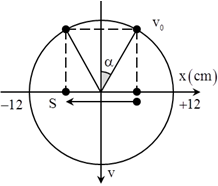 v₀
α
x(cm)
−12 S +12
v